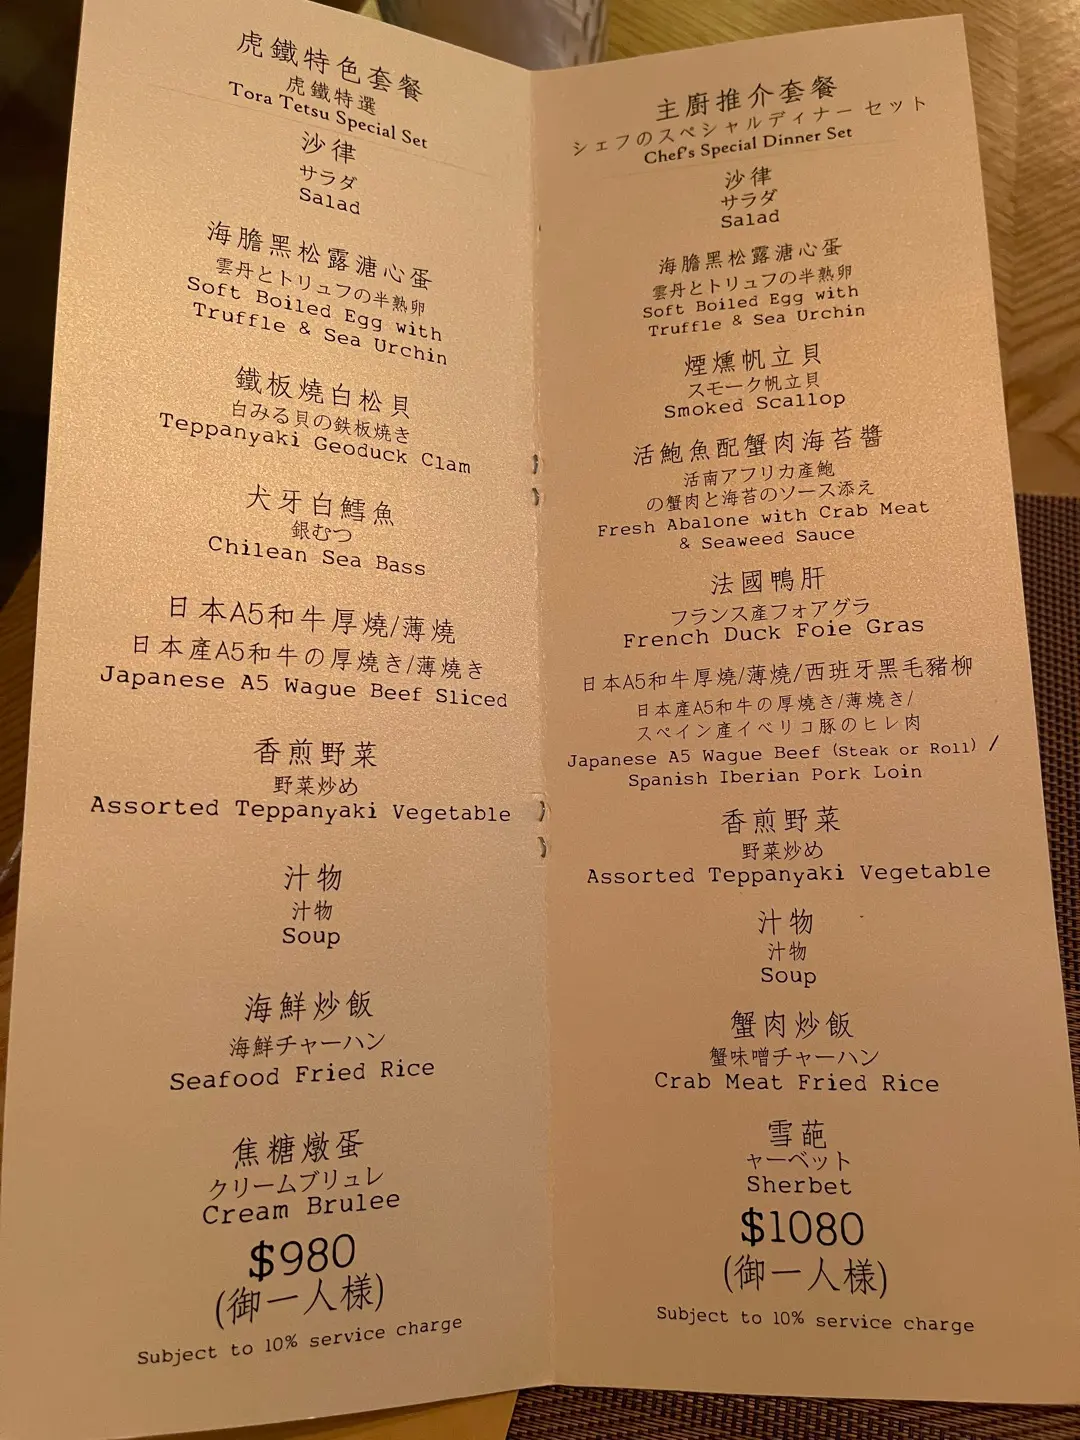 虎鐵特色套餐
虎鐵特選
Tora Tetsu Special Set
沙律
サラダ
Salad
海膽黑松露溏心蛋
雲丹とトリュフの半熟卵
Soft Boiled Egg with
Truffle & Sea Urchin
鐵板燒白松貝
白みる貝の鉄板焼き
Teppanyaki Geoduck Clam
犬牙白鱈魚
銀むつ
Chilean Sea Bass
日本A5和牛厚燒/薄燒
日本産A5和牛の厚焼き/薄焼き
Japanese A5 Wague Beef Sliced
香煎野菜
野菜炒め
Assorted Teppanyaki Vegetable
汁物
汁物
Soup
海鮮炒飯
海鮮チャーハン
Seafood Fried Rice
焦糖燉蛋
クリームブリュレ
Cream Brulee
$980
(御一人様)
Subject to 10% service charge
主廚推介套餐
シェフのスペシャルディナーセット
Chef's Special Dinner Set
沙律
サラダ
Salad
海膽黑松露溏心蛋
雲丹とトリュフの半熟卵
Soft Boiled Egg with
Truffle & Sea Urchin
煙燻帆立貝
スモーク帆立貝
Smoked Scallop
活鮑魚配蟹肉海苔醬
活南アフリカ產鮑
の蟹肉と海苔のソース添え
Fresh Abalone with Crab Meat
& Seaweed Sauce
法國鴨肝
フランス產フォアグラ
French Duck Foie Gras
日本A5和牛厚燒/薄燒/西班牙黑毛豬柳
日本產A5和牛の厚焼き/薄焼き/
スペイン産イベリコ豚のヒレ肉
Japanese A5 Wague Beef (Steak or Roll) /
Spanish Iberian Pork Loin
香煎野菜
野菜炒め
Assorted Teppanyaki Vegetable
汁物
汁物
Soup
蟹肉炒飯
蟹味噌チャーハン
Crab Meat Fried Rice
雪葩
ャーベット
Sherbet
$1080
(御一人様)
Subject to 10% service charge